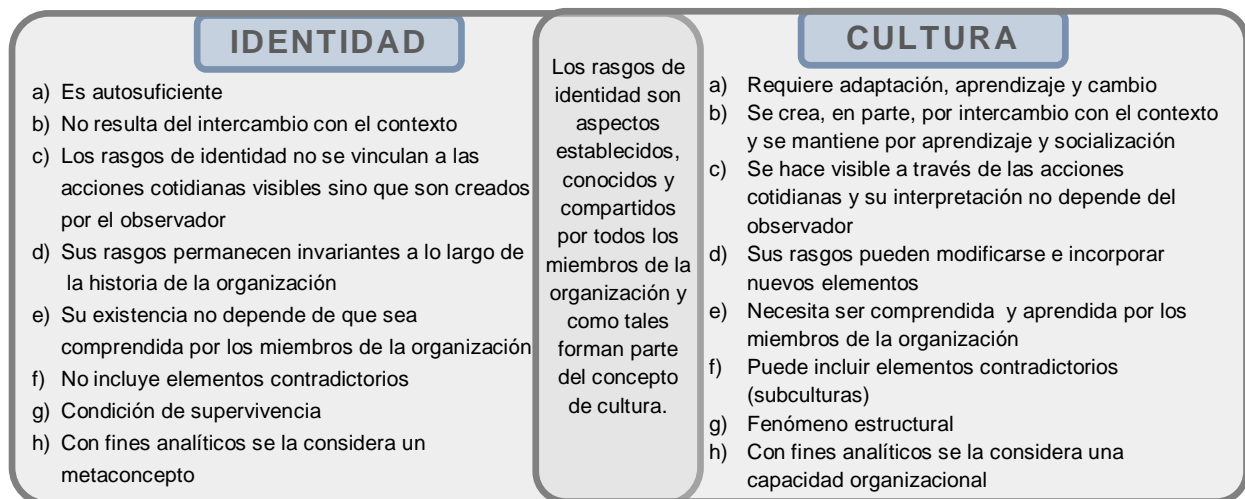 IDENTIDAD
a) Es autosuficiente
b) No resulta del intercambio con el contexto
c) Los rasgos de identidad no se vinculan a las
acciones cotidianas visibles sino que son creados
por el observador
d) Sus rasgos permanecen invariantes a lo largo de
la historia de la organización
e) Su existencia no depende de que sea
comprendida por los miembros de la organización
f) No incluye elementos contradictorios
g) Condición de supervivencia
h) Con fines analíticos se la considera un
metaconcepto
Los rasgos de
identidad son
aspectos
establecidos,
conocidos y
compartidos
por todos los
miembros de la
organización y
como tales
forman parte
del concepto
de cultura.
CULTURA
a) Requiere adaptación, aprendizaje y cambio
b) Se crea, en parte, por intercambio con el contexto
y se mantiene por aprendizaje y socialización
c) Se hace visible a través de las acciones
cotidianas y su interpretación no depende del
observador
d) Sus rasgos pueden modificarse e incorporar
nuevos elementos
e) Necesita ser comprendida y aprendida por los
miembros de la organización
f) Puede incluir elementos contradictorios
(subculturas)
g) Fenómeno estructural
h) Con fines analíticos se la considera una
capacidad organizacional